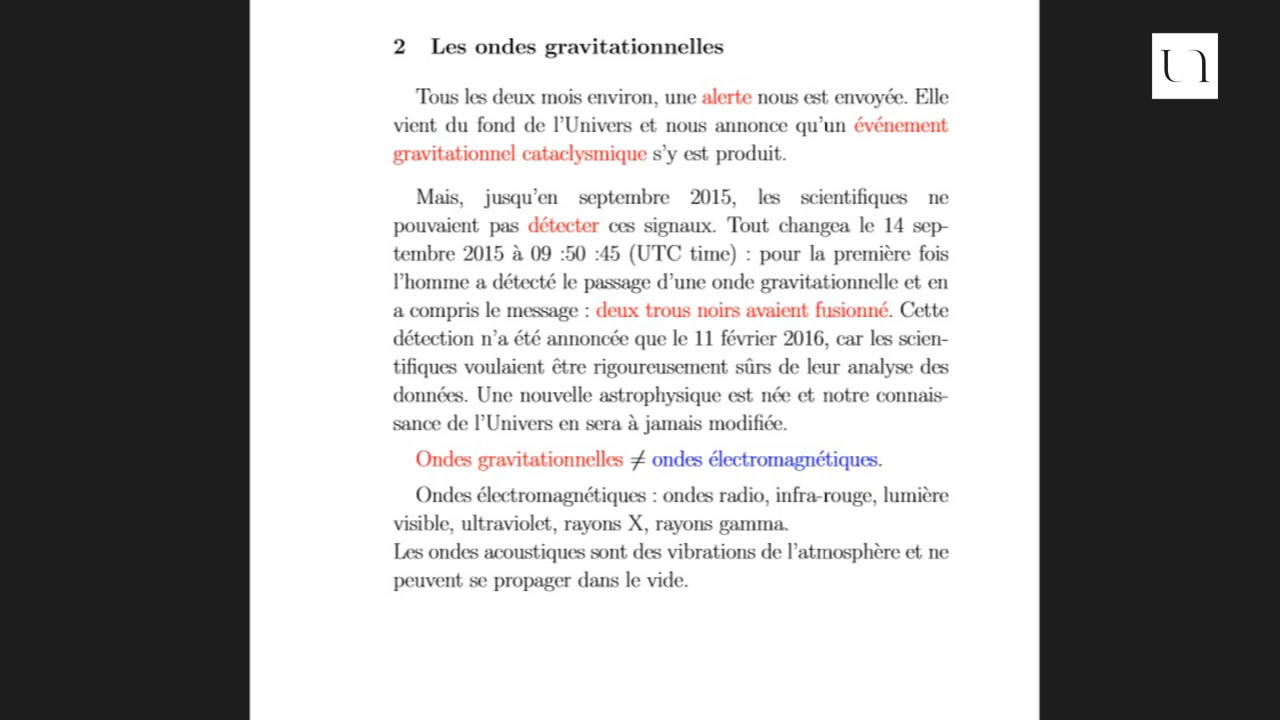 2 Les ondes gravitationnelles
Tous les deux mois environ, une alerte nous est envoyée. Elle
vient du fond de l'Univers et nous annonce qu'un événement
gravitationnel cataclysmique s'y est produit.
Mais, jusqu'en septembre 2015, les scientifiques ne
pouvaient pas détecter ces signaux. Tout changea le 14 sep-
tembre 2015 à 09 :50 :45 (UTC time) : pour la première fois
l'homme a détecté le passage d'une onde gravitationnelle et en
a compris le message : deux trous noirs avaient fusionné. Cette
détection n'a été annoncée que le 11 février 2016, car les scien-
tifiques voulaient être rigoureusement sûrs de leur analyse des
données. Une nouvelle astrophysique est née et notre connais-
sance de l'Univers en sera à jamais modifiée.
Ondes gravitationnelles ≠ ondes électromagnétiques.
Ondes électromagnétiques : ondes radio, infra-rouge, lumière
visible, ultraviolet, rayons X, rayons gamma.
Les ondes acoustiques sont des vibrations de l'atmosphère et ne
peuvent se propager dans le vide.